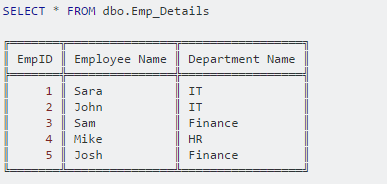 SELECT * FROM dbo.Emp_Details
EmpID Employee Name Department Name
1 Sara IT
2 John IT
3 Sam Finance
4 Mike HR
5 Josh Finance